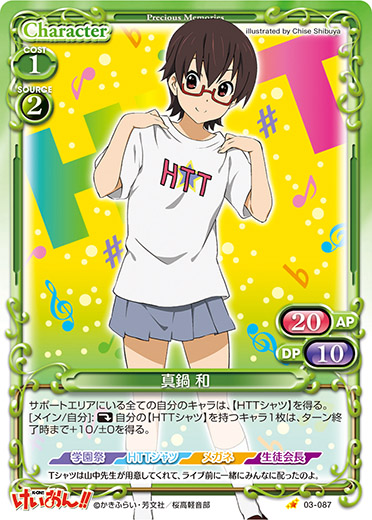 Precious Memories
Character
illustrated by Chise Shibuya
COST
1
SOURCE
2
HTT
HTT
20 AP
DP 10
真鍋 和
サポートエリアにいる全ての自分のキャラは、【HTTシャツ】を得る。
[メイン/自分]: 自分の【HTTシャツ】を持つキャラ1枚は、ターン終
了時まで+10/±0を得る。
学園祭 HTTシャツ メガネ 生徒会長
Tシャツは山中先生が用意してくれて、ライブ前に一緒にみんなに配ったのよ。
けいおん!!
K-ON!!
©かきふらい・芳文社/桜高軽音部
03-087